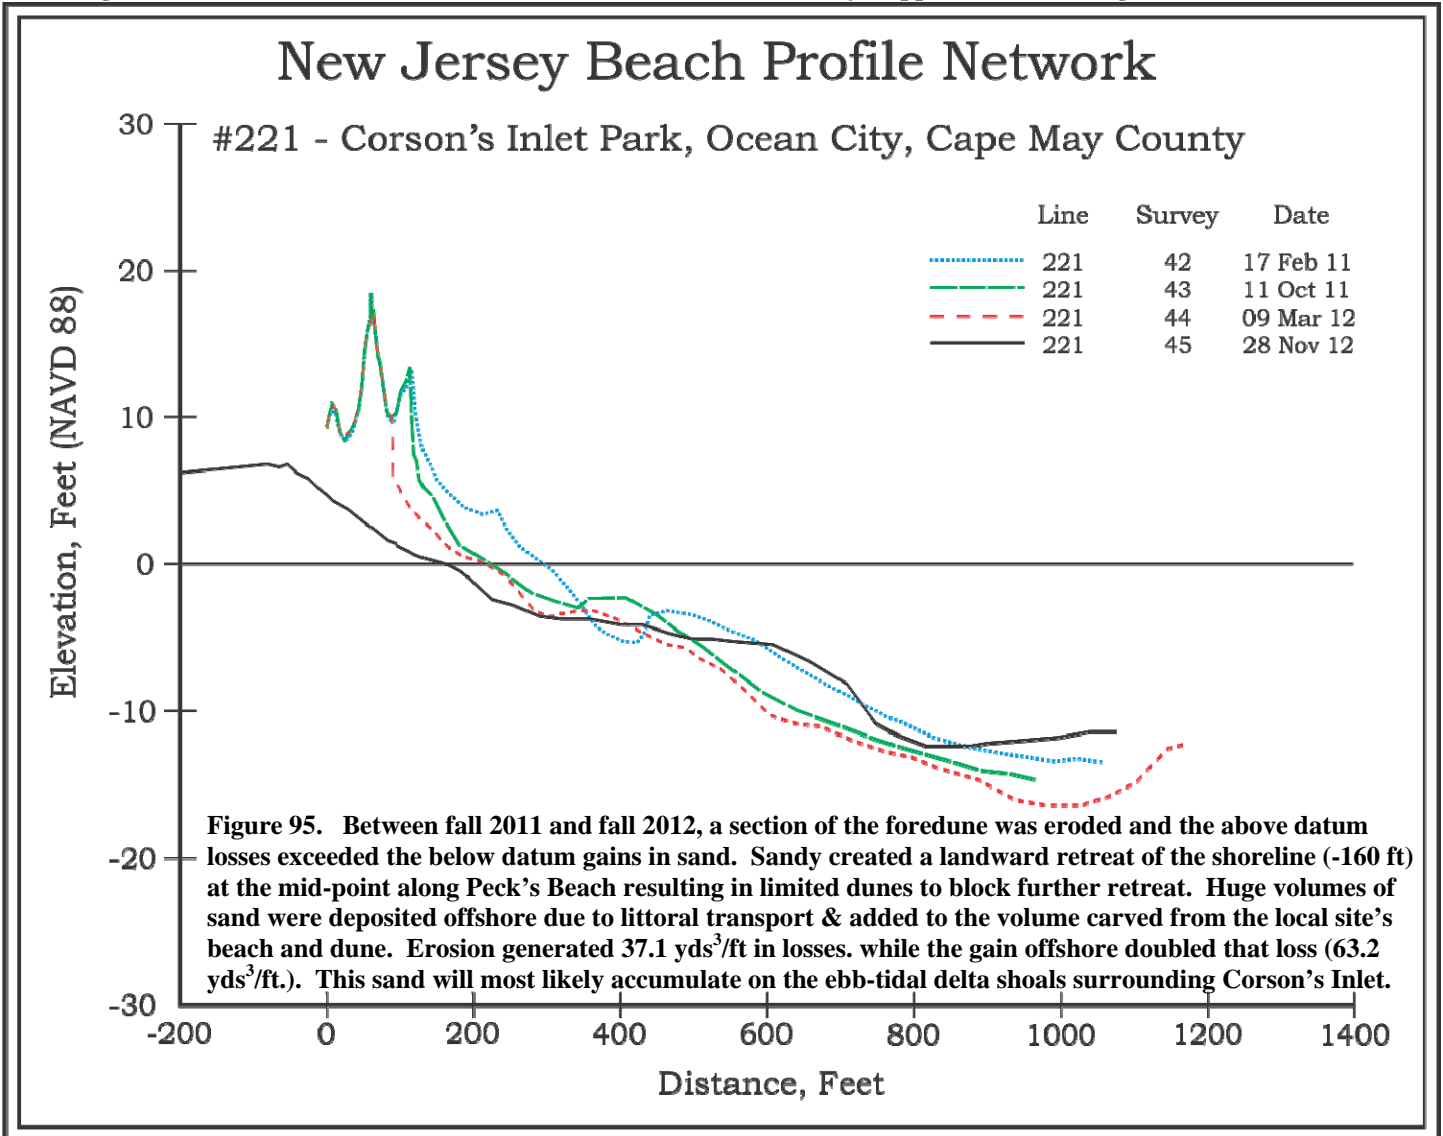 New Jersey Beach Profile Network
#221 - Corson's Inlet Park, Ocean City, Cape May County
Line Survey Date
221 42 17 Feb 11
221 43 11 Oct 11
221 44 09 Mar 12
221 45 28 Nov 12
Elevation, Feet (NAVD 88)
30
20
10
0
-10
-20
-30
Figure 95. Between fall 2011 and fall 2012, a section of the foredune was eroded and the above datum
losses exceeded the below datum gains in sand. Sandy created a landward retreat of the shoreline (-160 ft)
at the mid-point along Peck's Beach resulting in limited dunes to block further retreat. Huge volumes of
sand were deposited offshore due to littoral transport & added to the volume carved from the local site's
beach and dune. Erosion generated 37.1 yds³/ft in losses. while the gain offshore doubled that loss (63.2
yds³/ft.). This sand will most likely accumulate on the ebb-tidal delta shoals surrounding Corson's Inlet.
-200 0 200 400 600 800 1000 1200 1400
Distance, Feet